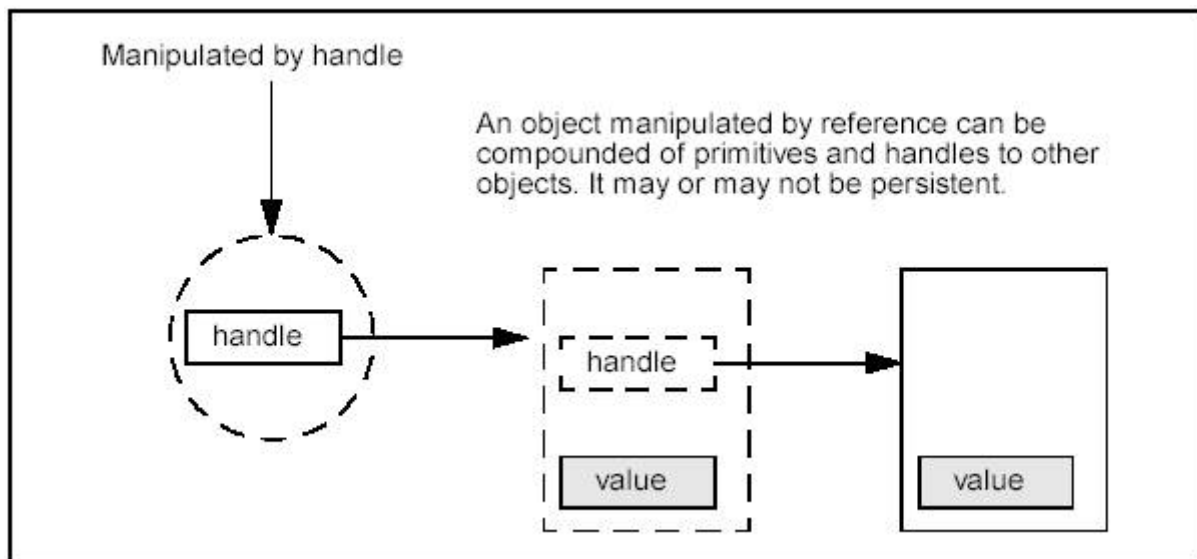 Manipulated by handle
An object manipulated by reference can be
compounded of primitives and handles to other
objects. It may or may not be persistent.
handle
handle
value
value